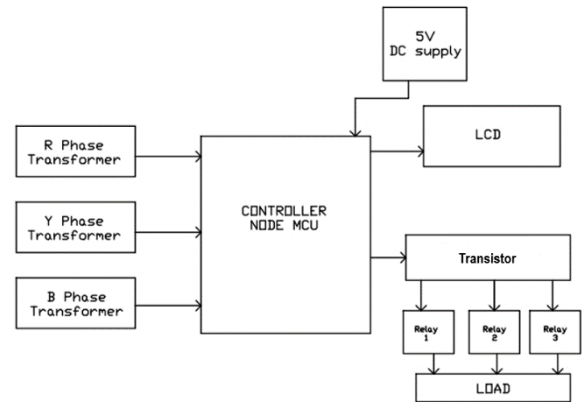 5V
DC supply
R Phase
Transformer
LCD
CONTROLLER
NODE MCU
Y Phase
Transformer
Transistor
B Phase
Transformer
Relay
1
Relay
2
Relay
3
LOAD